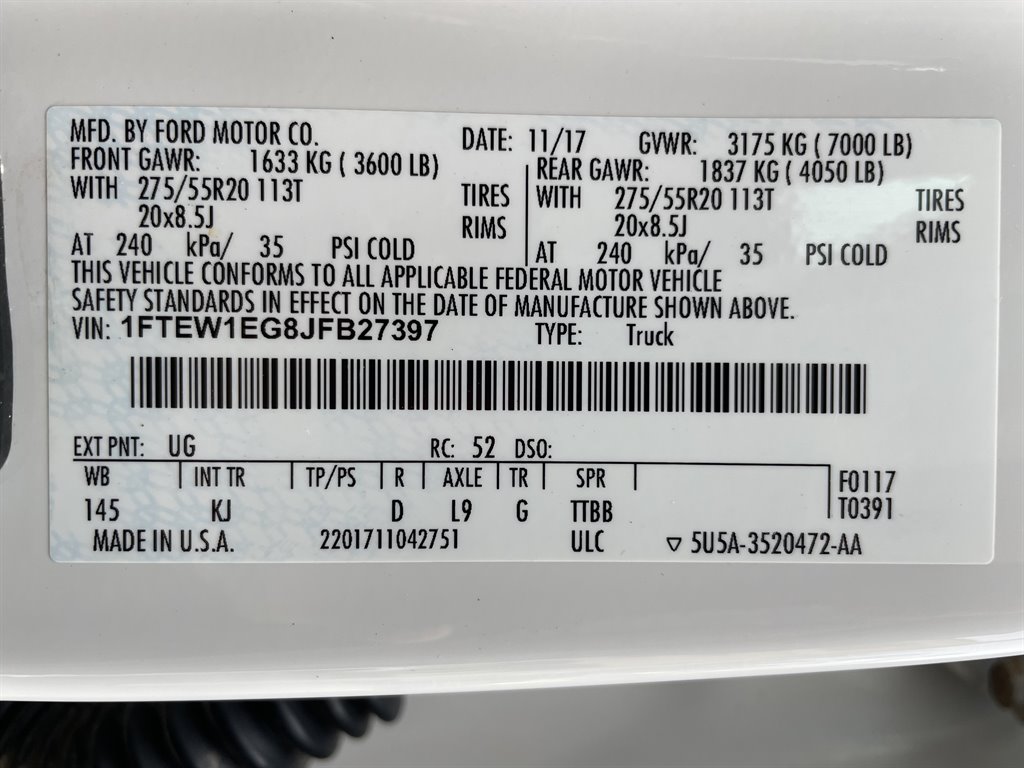 MFD. BY FORD MOTOR CO. DATE: 11/17 GVWR: 3175 KG ( 7000 LB)
FRONT GAWR: 1633 KG ( 3600 LB) REAR GAWR: 1837 KG ( 4050 LB)
WITH 275/55R20 113T TIRES WITH 275/55R20 113T TIRES
20x8.5J RIMS 20x8.5J RIMS
AT 240 kPa/ 35 PSI COLD AT 240 kPa/ 35 PSI COLD
THIS VEHICLE CONFORMS TO ALL APPLICABLE FEDERAL MOTOR VEHICLE
SAFETY STANDARDS IN EFFECT ON THE DATE OF MANUFACTURE SHOWN ABOVE.
VIN: 1FTEW1EG8JFB27397 TYPE: Truck
EXT PNT: UG RC: 52 DSO:
WB INT TR TP/PS R AXLE TR SPR F0117
145 KJ D L9 G TTBB T0391
MADE IN U.S.A. 2201711042751 ULC ▽ 5U5A-3520472-AA